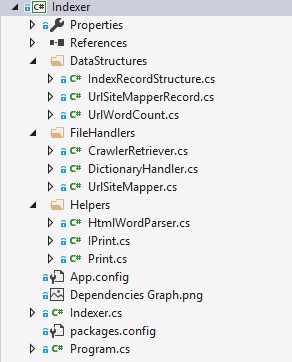 C# Indexer
Properties
References
DataStructures
C# IndexRecordStructure.cs
C# UrlSiteMapperRecord.cs
C# UrlWordCount.cs
FileHandlers
C# CrawlerRetriever.cs
C# DictionaryHandler.cs
C# UrlSiteMapper.cs
Helpers
C# HtmlWordParser.cs
C# IPrint.cs
C# Print.cs
App.config
Dependencies Graph.png
C# Indexer.cs
packages.config
C# Program.cs